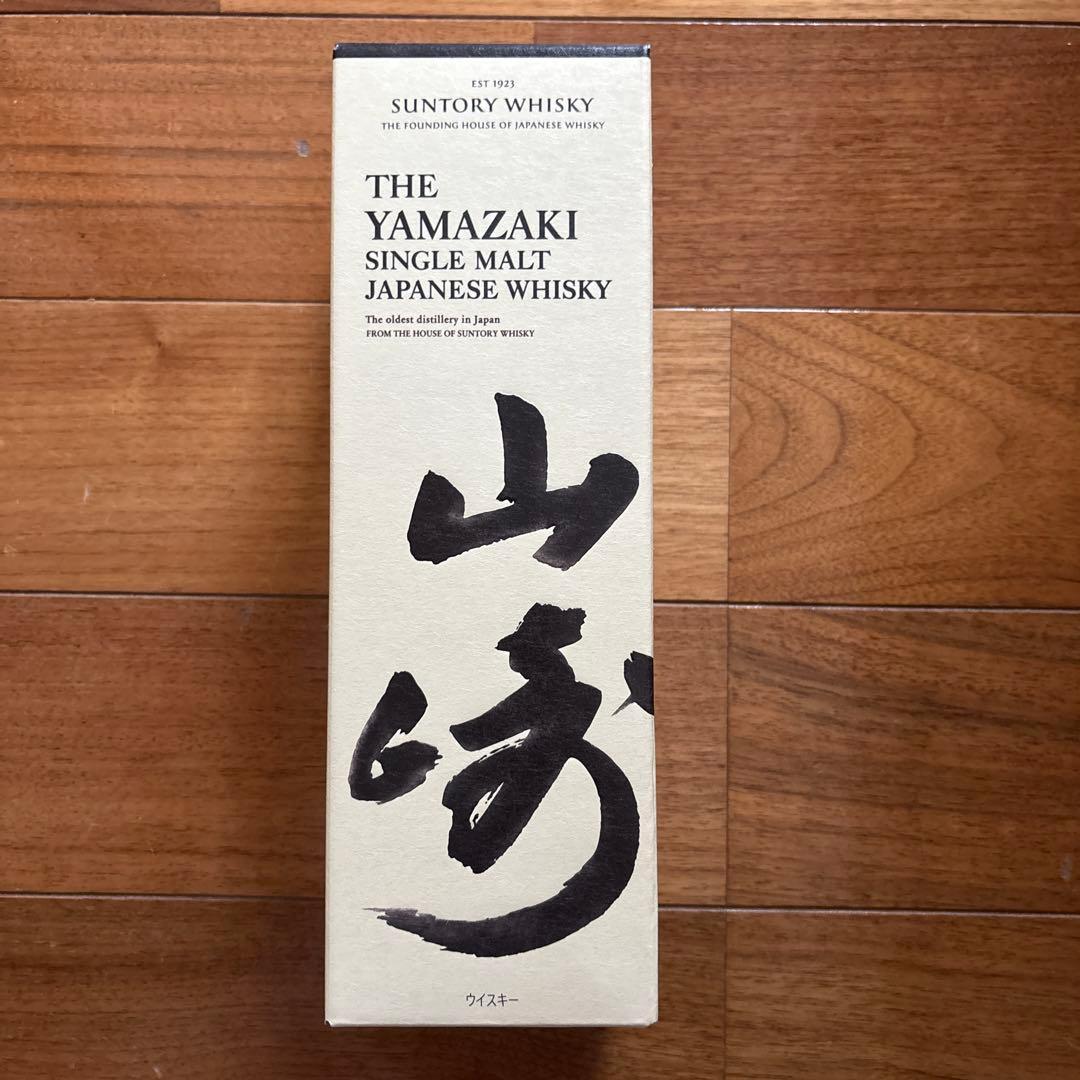 EST 1923
SUNTORY WHISKY
THE FOUNDING HOUSE OF JAPANESE WHISKY
THE
YAMAZAKI
SINGLE MALT
JAPANESE WHISKY
The oldest distillery in Japan
FROM THE HOUSE OF SUNTORY WHISKY
山
崎
ウイスキー